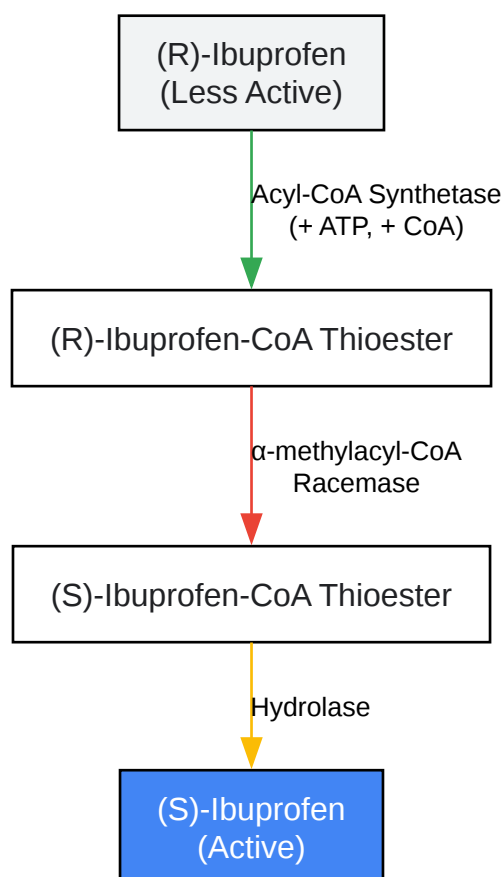 (R)-Ibuprofen
(Less Active)
Acyl-CoA Synthetase
(+ ATP, + CoA)
(R)-Ibuprofen-CoA Thioester
α-methylacyl-CoA
Racemase
(S)-Ibuprofen-CoA Thioester
Hydrolase
(S)-Ibuprofen
(Active)